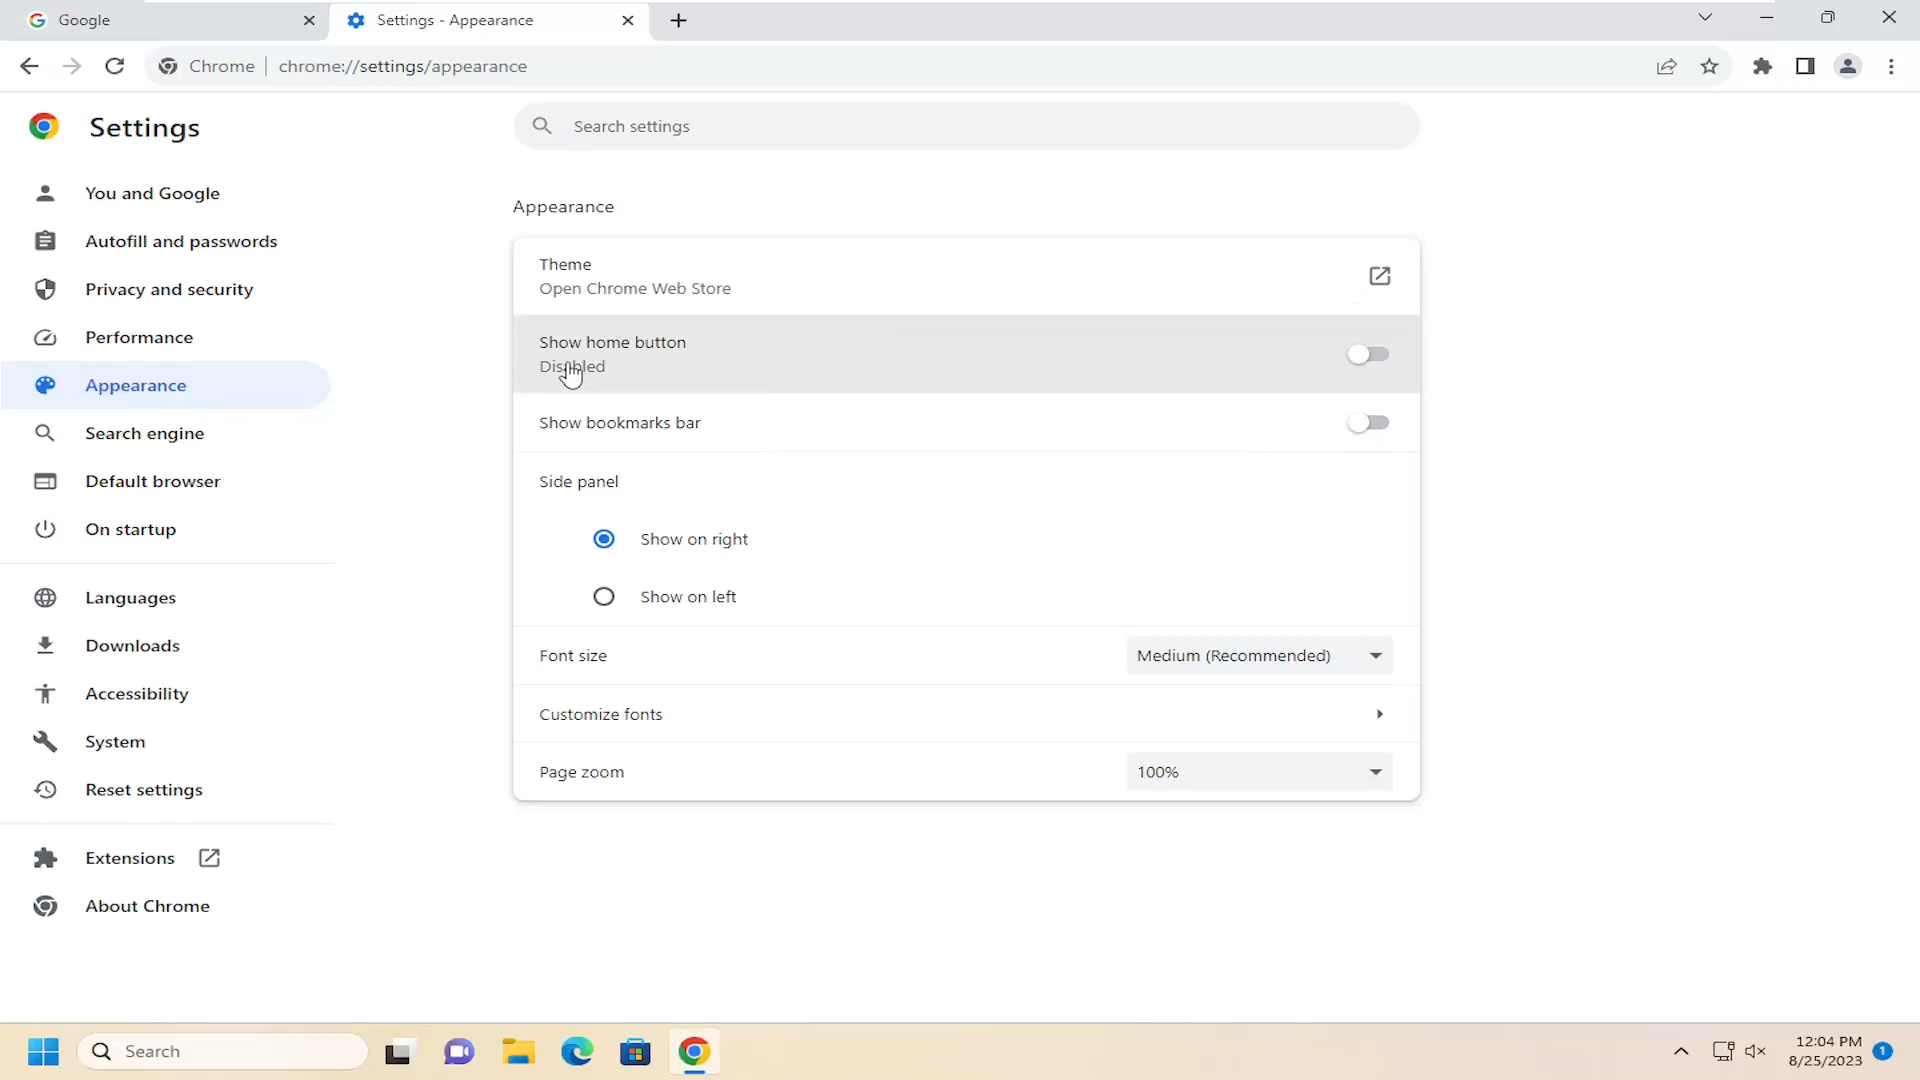 Google
Settings - Appearance
Chrome
chrome://settings/appearance
Settings
Search settings
You and Google
Autofill and passwords
Privacy and security
Performance
Appearance
Search engine
Default browser
On startup
Languages
Downloads
Accessibility
System
Reset settings
Extensions
About Chrome
Appearance
Theme
Open Chrome Web Store
Show home button
Disabled
Show bookmarks bar
Side panel
Show on right
Show on left
Font size
Medium (Recommended)
Customize fonts
Page zoom
100%
Search
12:04 PM
8/25/2023
1